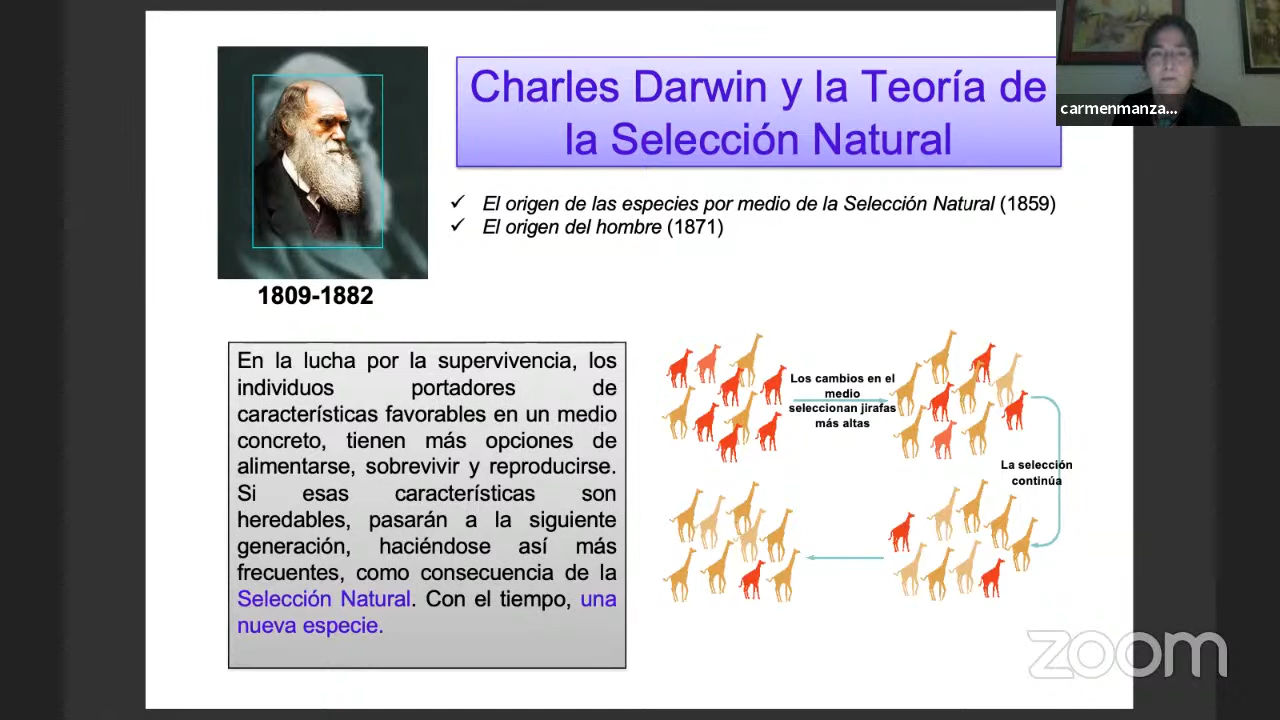 Charles Darwin y la Teoría de
la Selección Natural
carmenmanza...
✓ El origen de las especies por medio de la Selección Natural (1859)
✓ El origen del hombre (1871)
1809-1882
En la lucha por la supervivencia, los
individuos portadores de
características favorables en un medio
concreto, tienen más opciones de
alimentarse, sobrevivir y reproducirse.
Si esas características son
heredables, pasarán a la siguiente
generación, haciéndose así más
frecuentes, como consecuencia de la
Selección Natural. Con el tiempo, una
nueva especie.
Los cambios en el
medio
seleccionan jirafas
más altas
La selección
continúa
zoom